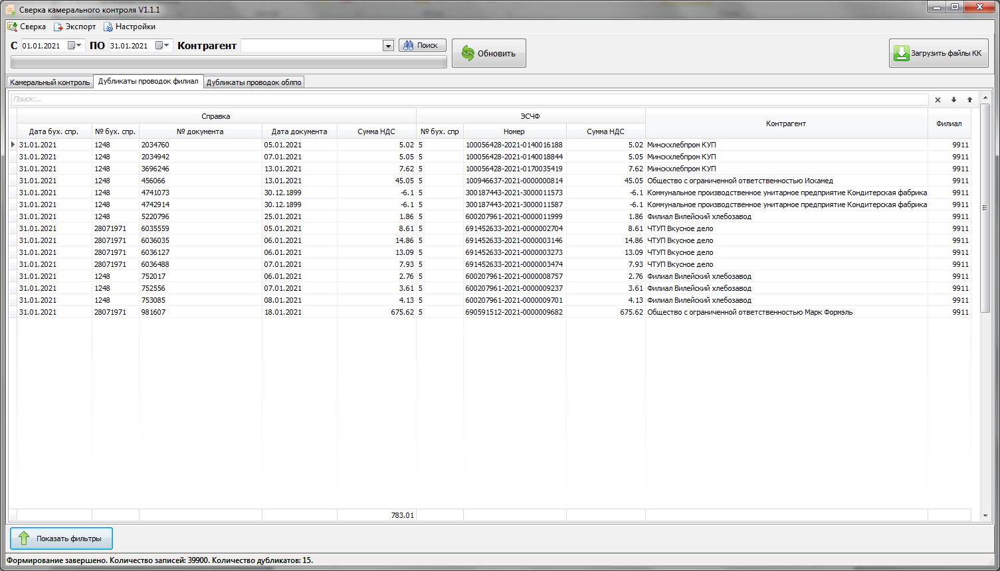 Сверка камерального контроля V1.1.1
Сверка Экспорт Настройки
С 01.01.2021 ПО 31.01.2021 Контрагент Поиск Обновить Загрузить файлы КК
Камеральный контроль Дубликаты проводок филиал Дубликаты проводок облпо
Поиск...
Справка ЭСЧФ Контрагент Филиал
Дата бух. спр. № бух. спр. № документа Дата документа Сумма НДС № бух. спр Номер Сумма НДС
31.01.2021 1248 2034760 05.01.2021 5.02 5 100056428-2021-0140016188 5.02 Минскхлебпром КУП 9911
31.01.2021 1248 2034942 07.01.2021 5.05 5 100056428-2021-0140018844 5.05 Минскхлебпром КУП 9911
31.01.2021 1248 3696246 13.01.2021 7.62 5 100056428-2021-0170035419 7.62 Минскхлебпром КУП 9911
31.01.2021 1248 456066 13.01.2021 45.05 5 100946637-2021-0000000814 45.05 Общество с ограниченной ответственностью Искамед 9911
31.01.2021 1248 4741073 30.12.1899 -6.1 5 300187443-2021-3000011573 -6.1 Коммунальное производственное унитарное предприятие Кондитерская фабрика 9911
31.01.2021 1248 4742914 30.12.1899 -6.1 5 300187443-2021-3000011587 -6.1 Коммунальное производственное унитарное предприятие Кондитерская фабрика 9911
31.01.2021 1248 5220796 25.01.2021 1.86 5 600207961-2021-0000011999 1.86 Филиал Вилейский хлебозавод 9911
31.01.2021 28071971 6035559 05.01.2021 8.61 5 691452633-2021-0000002704 8.61 ЧТУП Вкусное дело 9911
31.01.2021 28071971 6036035 06.01.2021 14.86 5 691452633-2021-0000003146 14.86 ЧТУП Вкусное дело 9911
31.01.2021 28071971 6036127 06.01.2021 13.09 5 691452633-2021-0000003273 13.09 ЧТУП Вкусное дело 9911
31.01.2021 28071971 6036488 07.01.2021 7.93 5 691452633-2021-0000003474 7.93 ЧТУП Вкусное дело 9911
31.01.2021 1248 752017 06.01.2021 2.76 5 600207961-2021-0000008757 2.76 Филиал Вилейский хлебозавод 9911
31.01.2021 1248 752556 07.01.2021 3.61 5 600207961-2021-0000009237 3.61 Филиал Вилейский хлебозавод 9911
31.01.2021 1248 753085 08.01.2021 4.13 5 600207961-2021-0000009701 4.13 Филиал Вилейский хлебозавод 9911
31.01.2021 28071971 981607 18.01.2021 675.62 5 690591512-2021-0000009682 675.62 Общество с ограниченной ответственностью Марк Формэль 9911
783.01
Показать фильтры
Формирование завершено. Количество записей: 39900. Количество дубликатов: 15.